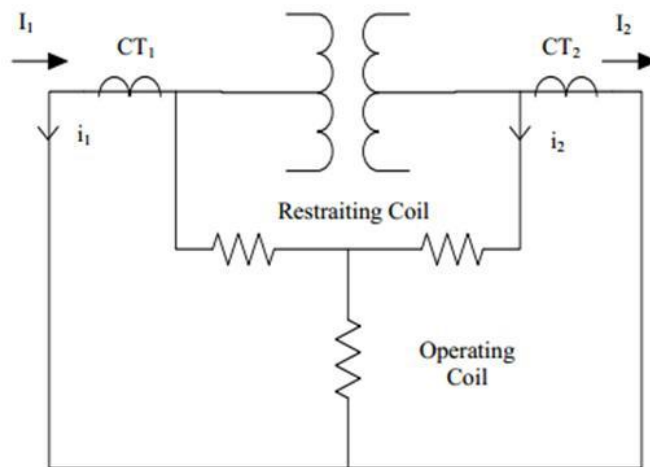 I₁
I₂
CT₁
CT₂
i₁
i₂
Restraiting Coil
Operating
Coil